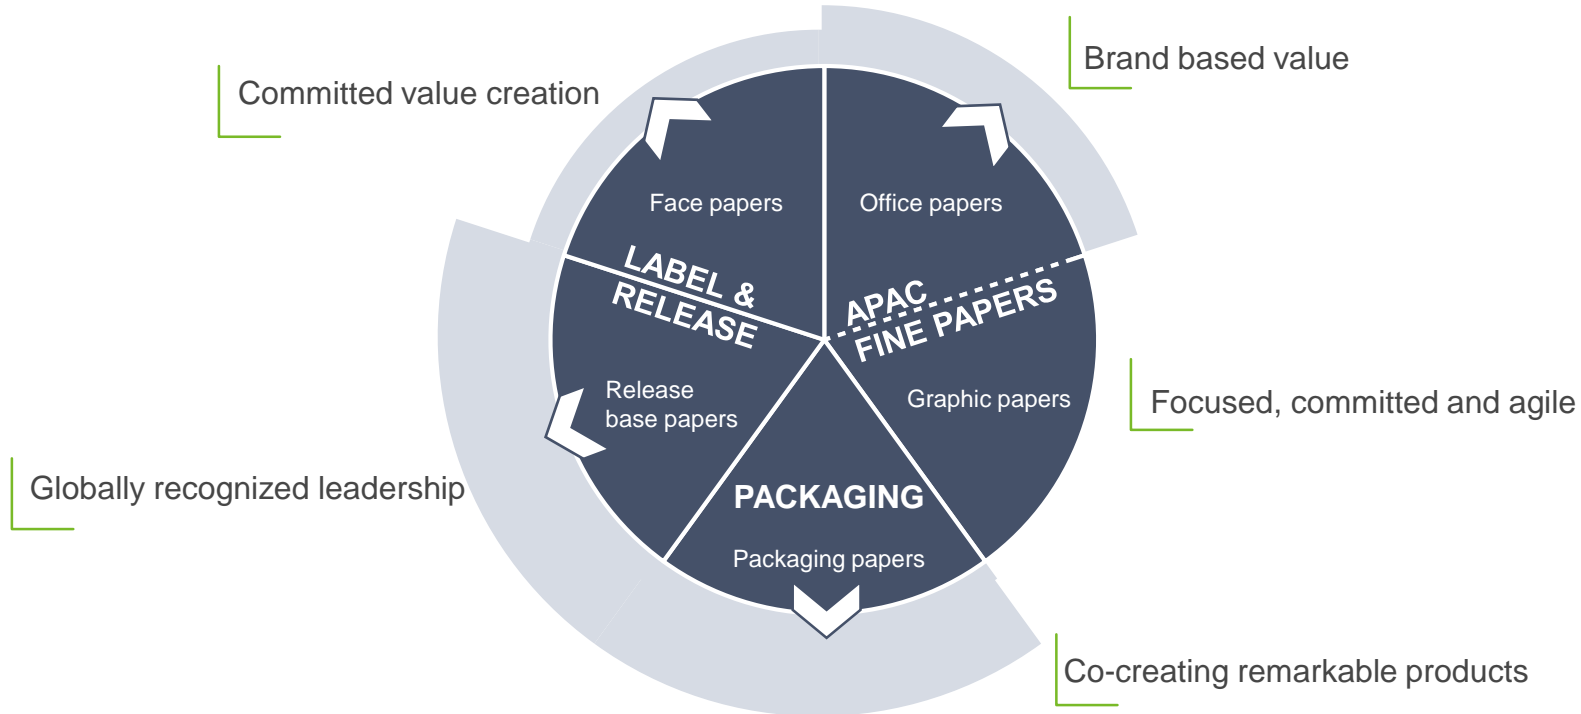 Brand based value
Committed value creation
Face papers
Office papers
LABEL &
RELEASE
APAC
FINE PAPERS
Release
base papers
Graphic papers
Focused, committed and agile
Globally recognized leadership
PACKAGING
Packaging papers
Co-creating remarkable products